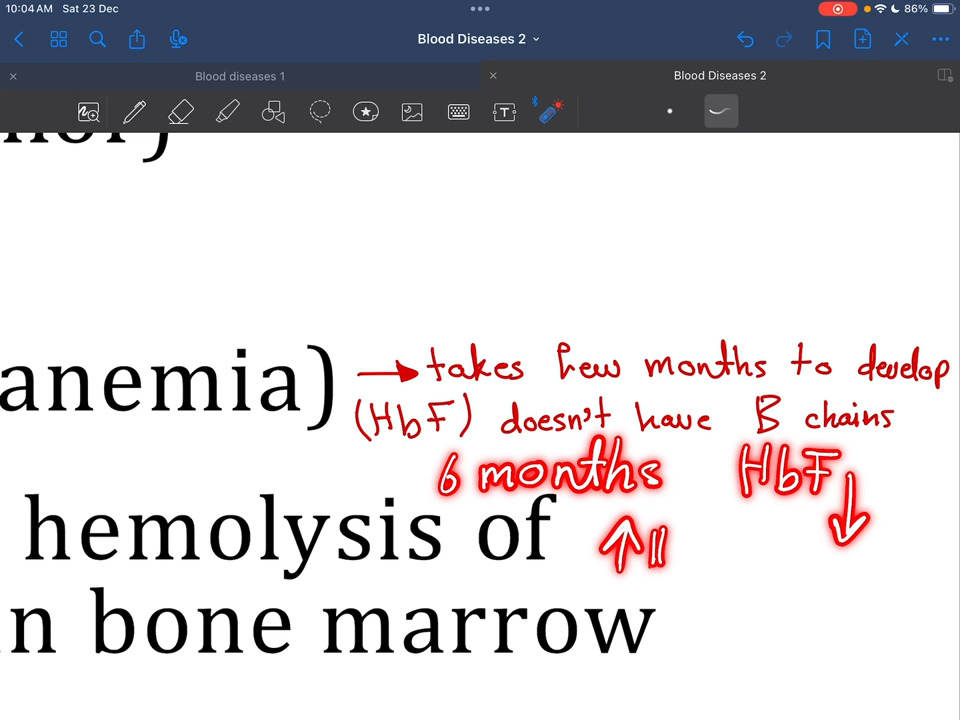 10:04 AM Sat 23 Dec
86%
Blood Diseases 2
Blood diseases 1
Blood Diseases 2
anemia) → takes few months to develop
(HbF) doesn't have B chains
6 months HbF ↓
hemolysis of ↑
n bone marrow